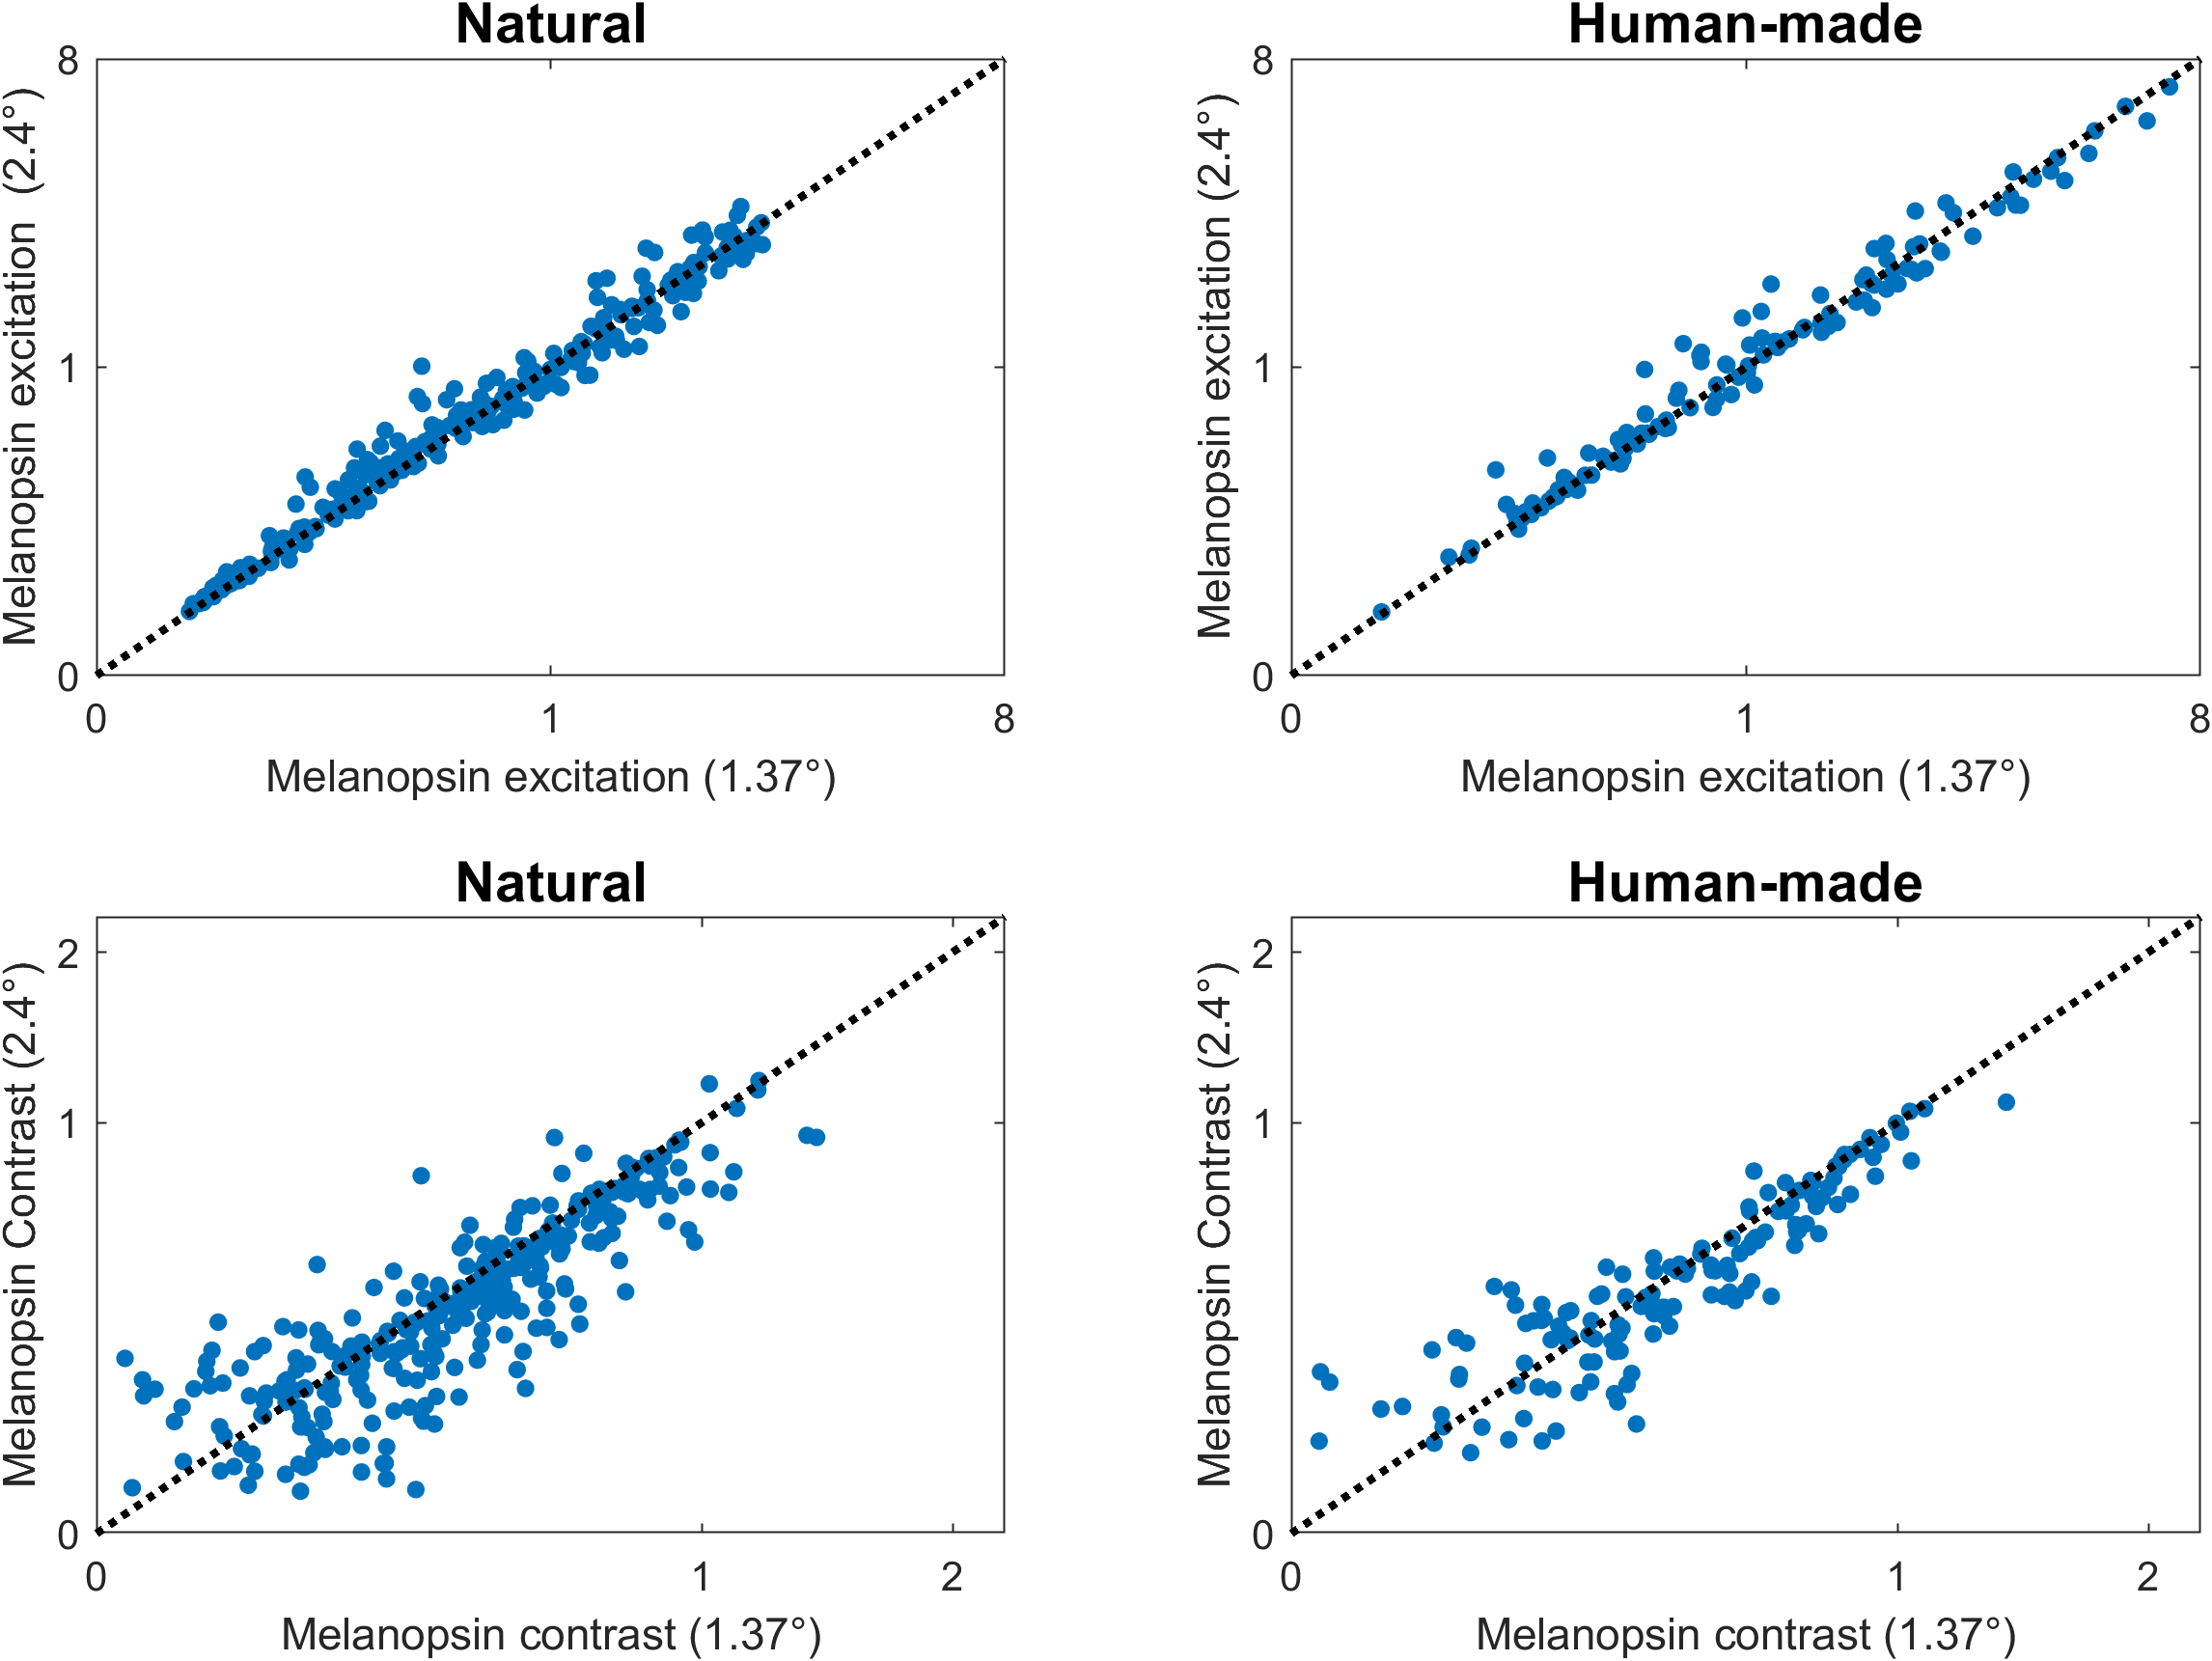 Natural
8
1
0
Melanopsin excitation  (2.4°)
0 1 8
Melanopsin excitation (1.37°)
Human-made
8
1
0
Melanopsin excitation (2.4°)
0 1 8
Melanopsin excitation (1.37°)
Natural
2
1
0
Melanopsin Contrast (2.4°)
0 1 2
Melanopsin contrast (1.37°)
Human-made
2
1
0
Melanopsin Contrast (2.4°)
0 1 2
Melanopsin contrast (1.37°)